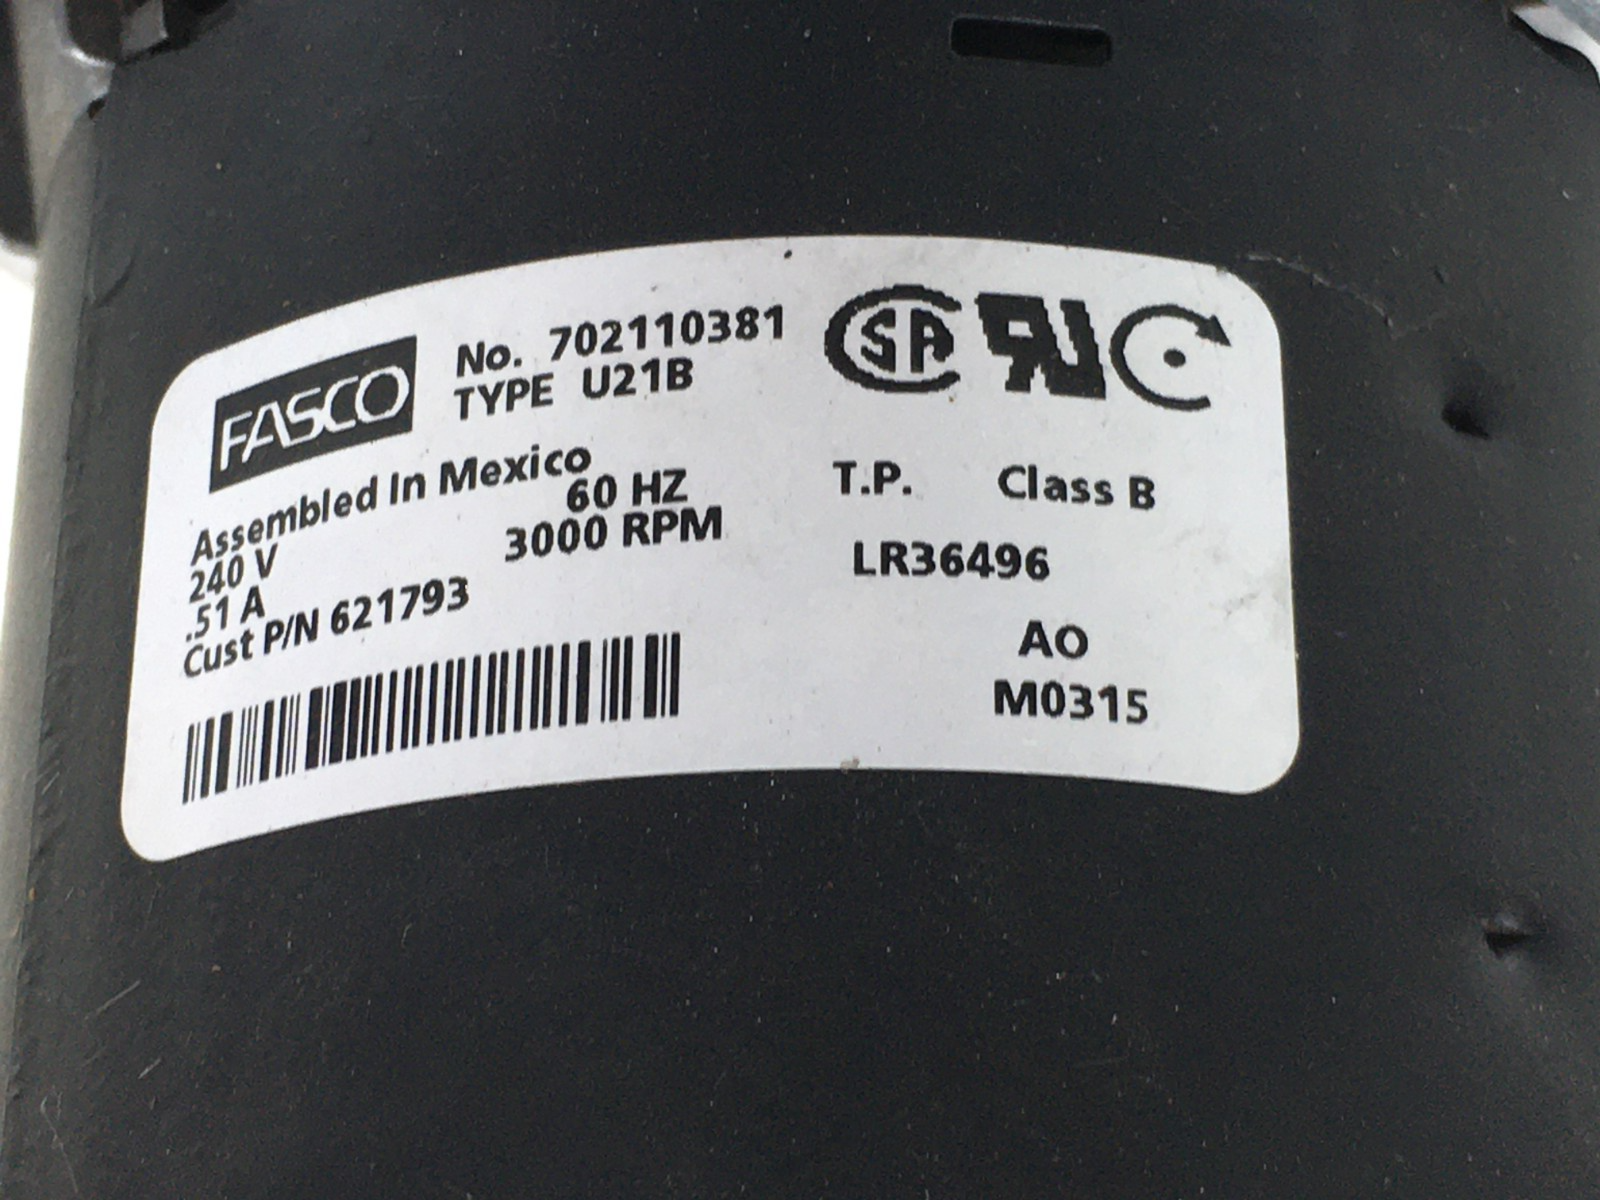 FASCO
No. 702110381
TYPE U21B
Assembled In Mexico
60 HZ
240 V
3000 RPM
.51 A
Cust P/N 621793
T.P. Class B
LR36496
AO
M0315